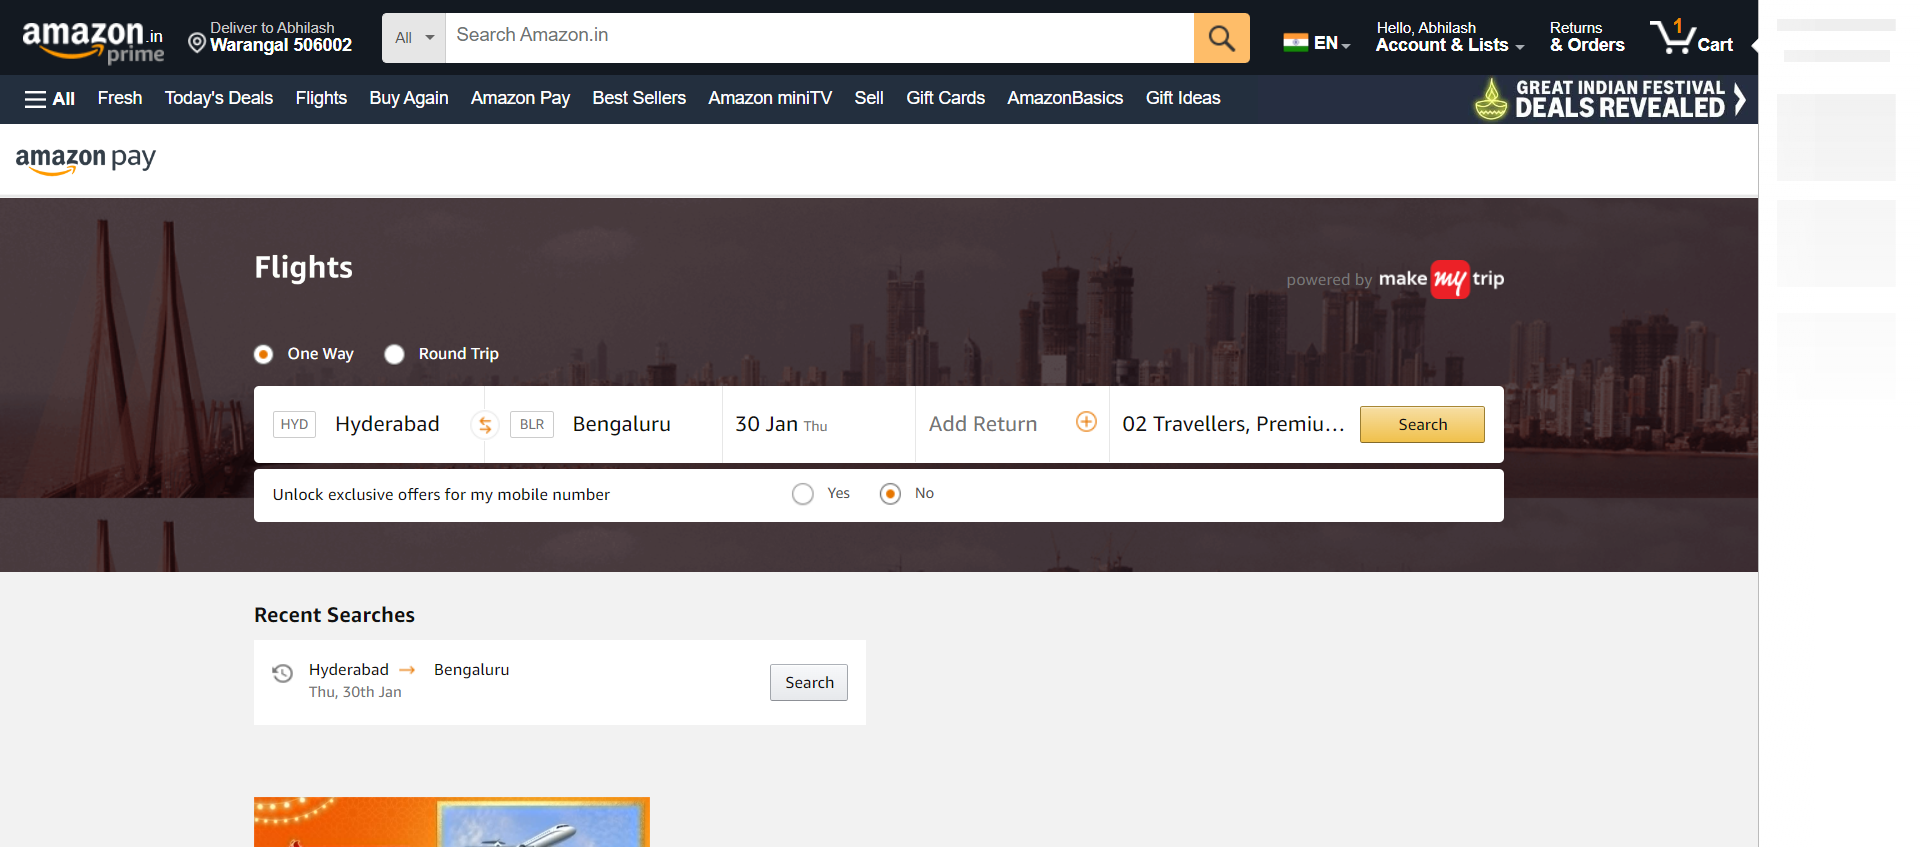 amazon.in
prime
Deliver to Abhilash
Warangal 506002
All
Search Amazon.in
EN
Hello, Abhilash
Account & Lists
Returns
& Orders
1
Cart
All
Fresh
Today's Deals
Flights
Buy Again
Amazon Pay
Best Sellers
Amazon miniTV
Sell
Gift Cards
AmazonBasics
Gift Ideas
GREAT INDIAN FESTIVAL
DEALS REVEALED
amazon pay
Flights
powered by make my trip
One Way
Round Trip
HYD
Hyderabad
BLR
Bengaluru
30 Jan Thu
Add Return
02 Travellers, Premiu...
Search
Unlock exclusive offers for my mobile number
Yes
No
Recent Searches
Hyderabad
Bengaluru
Thu, 30th Jan
Search